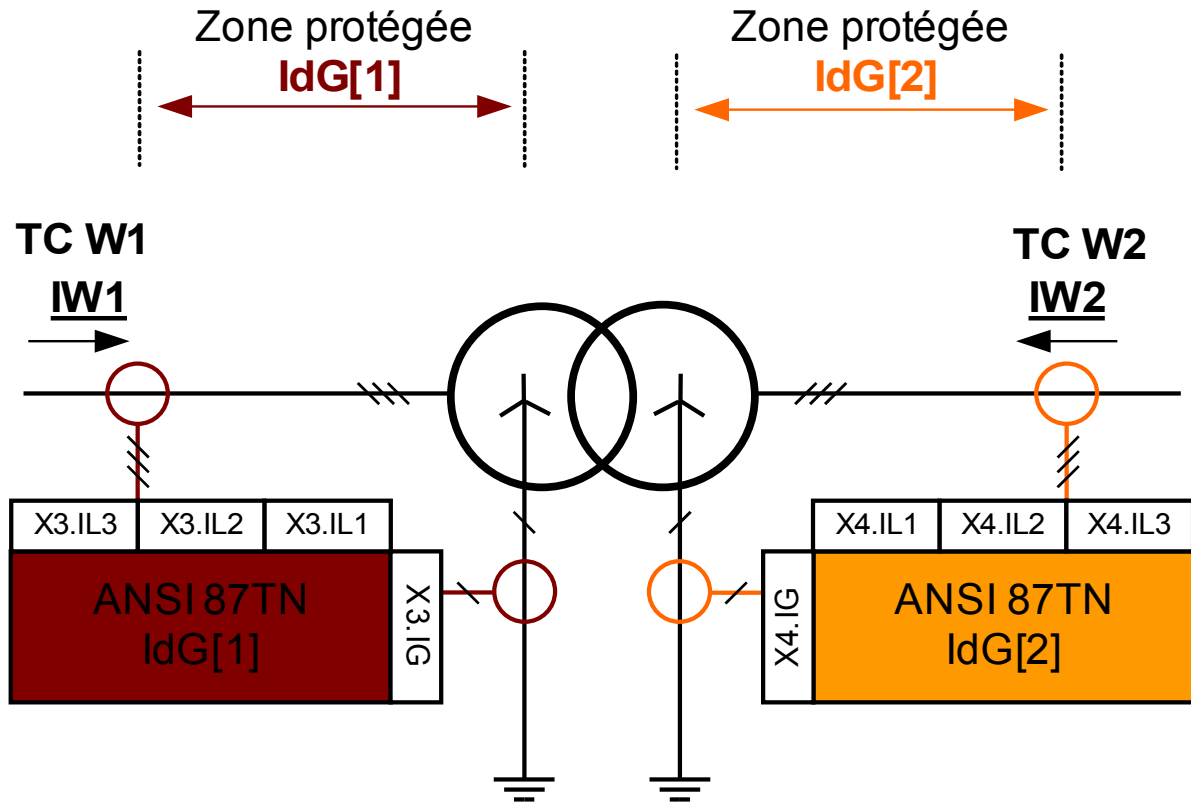 Zone protégée
IdG[1]
Zone protégée
IdG[2]
TC W1
IW1
TC W2
IW2
X3.IL3
X3.IL2
X3.IL1
X4.IL1
X4.IL2
X4.IL3
ANSI 87TN
IdG[1]
X3.IG
X4.IG
ANSI 87TN
IdG[2]